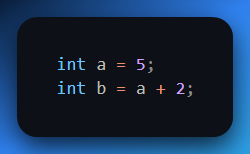 int a = 5;
int b = a + 2;